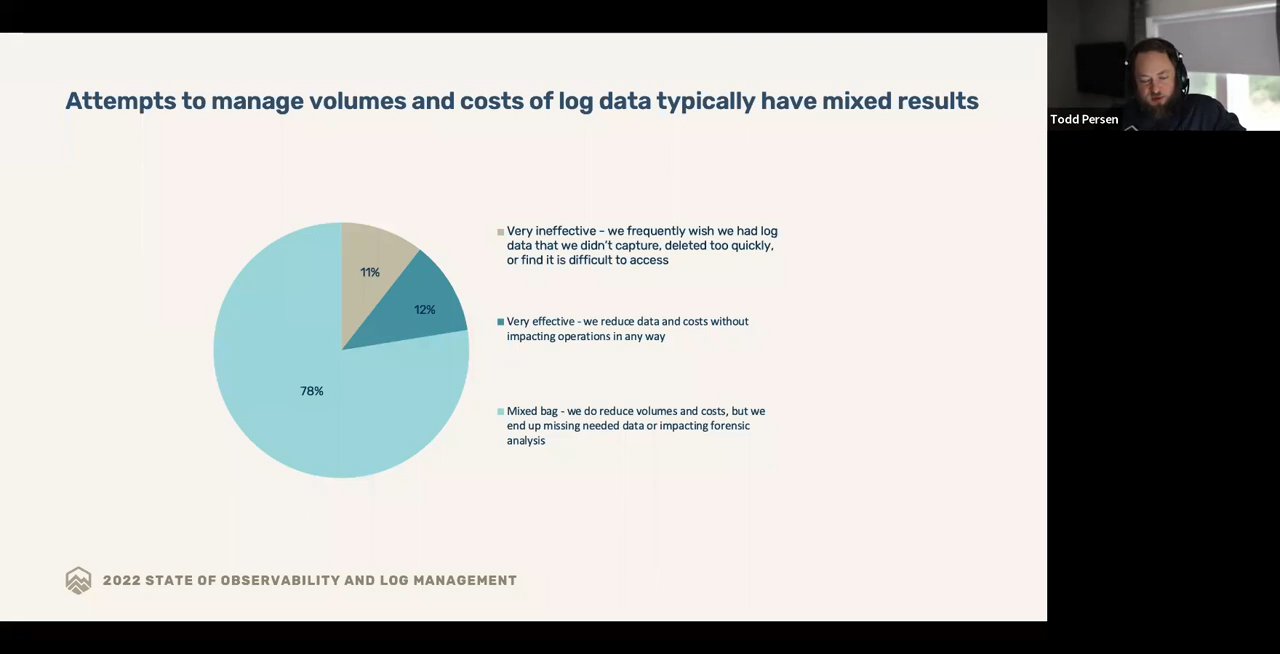 Attempts to manage volumes and costs of log data typically have mixed results
Todd Persen
11%
12%
78%
Very ineffective - we frequently wish we had log
data that we didn't capture, deleted too quickly,
or find it is difficult to access
Very effective - we reduce data and costs without
impacting operations in any way
Mixed bag - we do reduce volumes and costs, but we
end up missing needed data or impacting forensic
analysis
2022 STATE OF OBSERVABILITY AND LOG MANAGEMENT